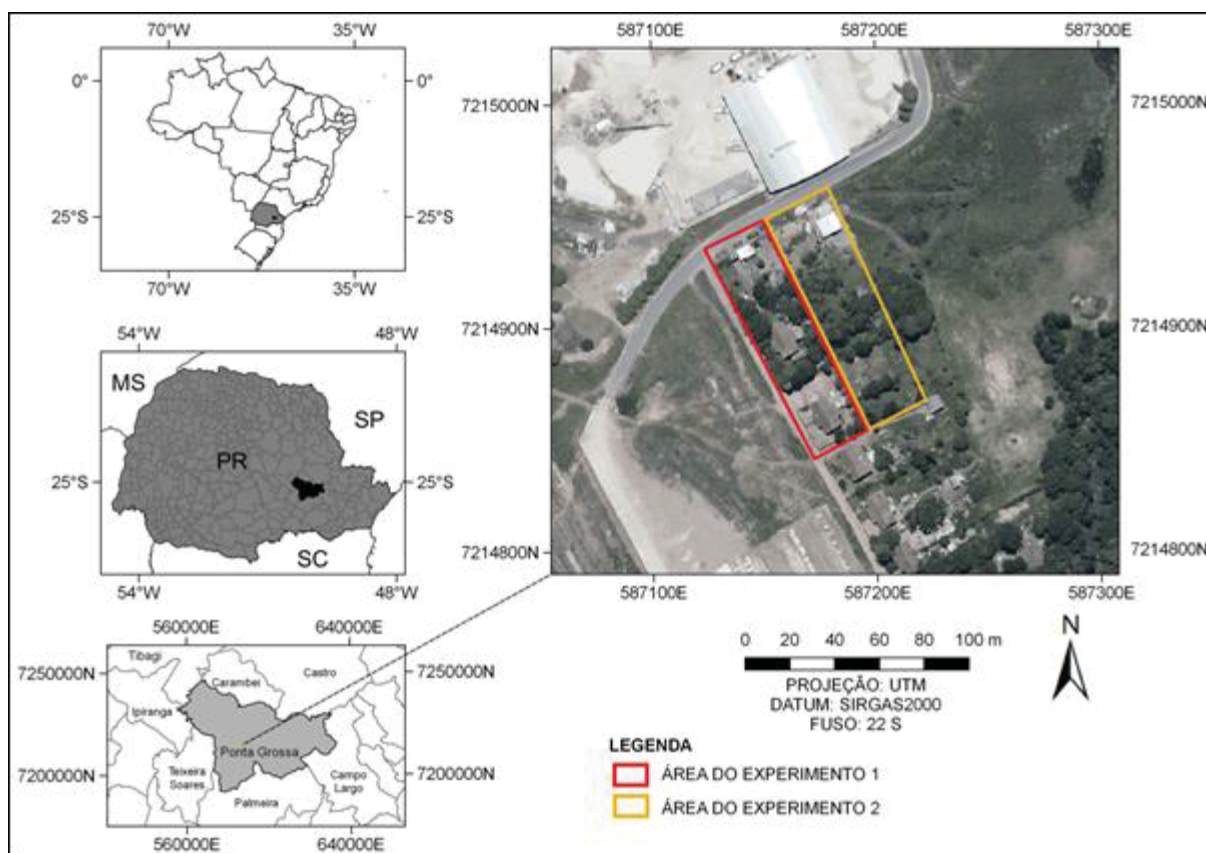 70°W 35°W
0° 0°
25°S 25°S
70°W 35°W
54°W 48°W
MS
SP
PR
25°S 25°S
SC
54°W 48°W
560000E 640000E
7250000N 7250000N
Tibagi
Carambei
Castro
Ipiranga
Ponta Grossa
7200000N 7200000N
Teixeira
Soares
Campo
Largo
Palmeira
560000E 640000E
587100E 587200E 587300E
7215000N 7215000N
7214900N 7214900N
7214800N 7214800N
587100E 587200E 587300E
0 20 40 60 80 100 m
N
PROJEÇÃO: UTM
DATUM: SIRGAS2000
FUSO: 22 S
LEGENDA
ÁREA DO EXPERIMENTO 1
ÁREA DO EXPERIMENTO 2